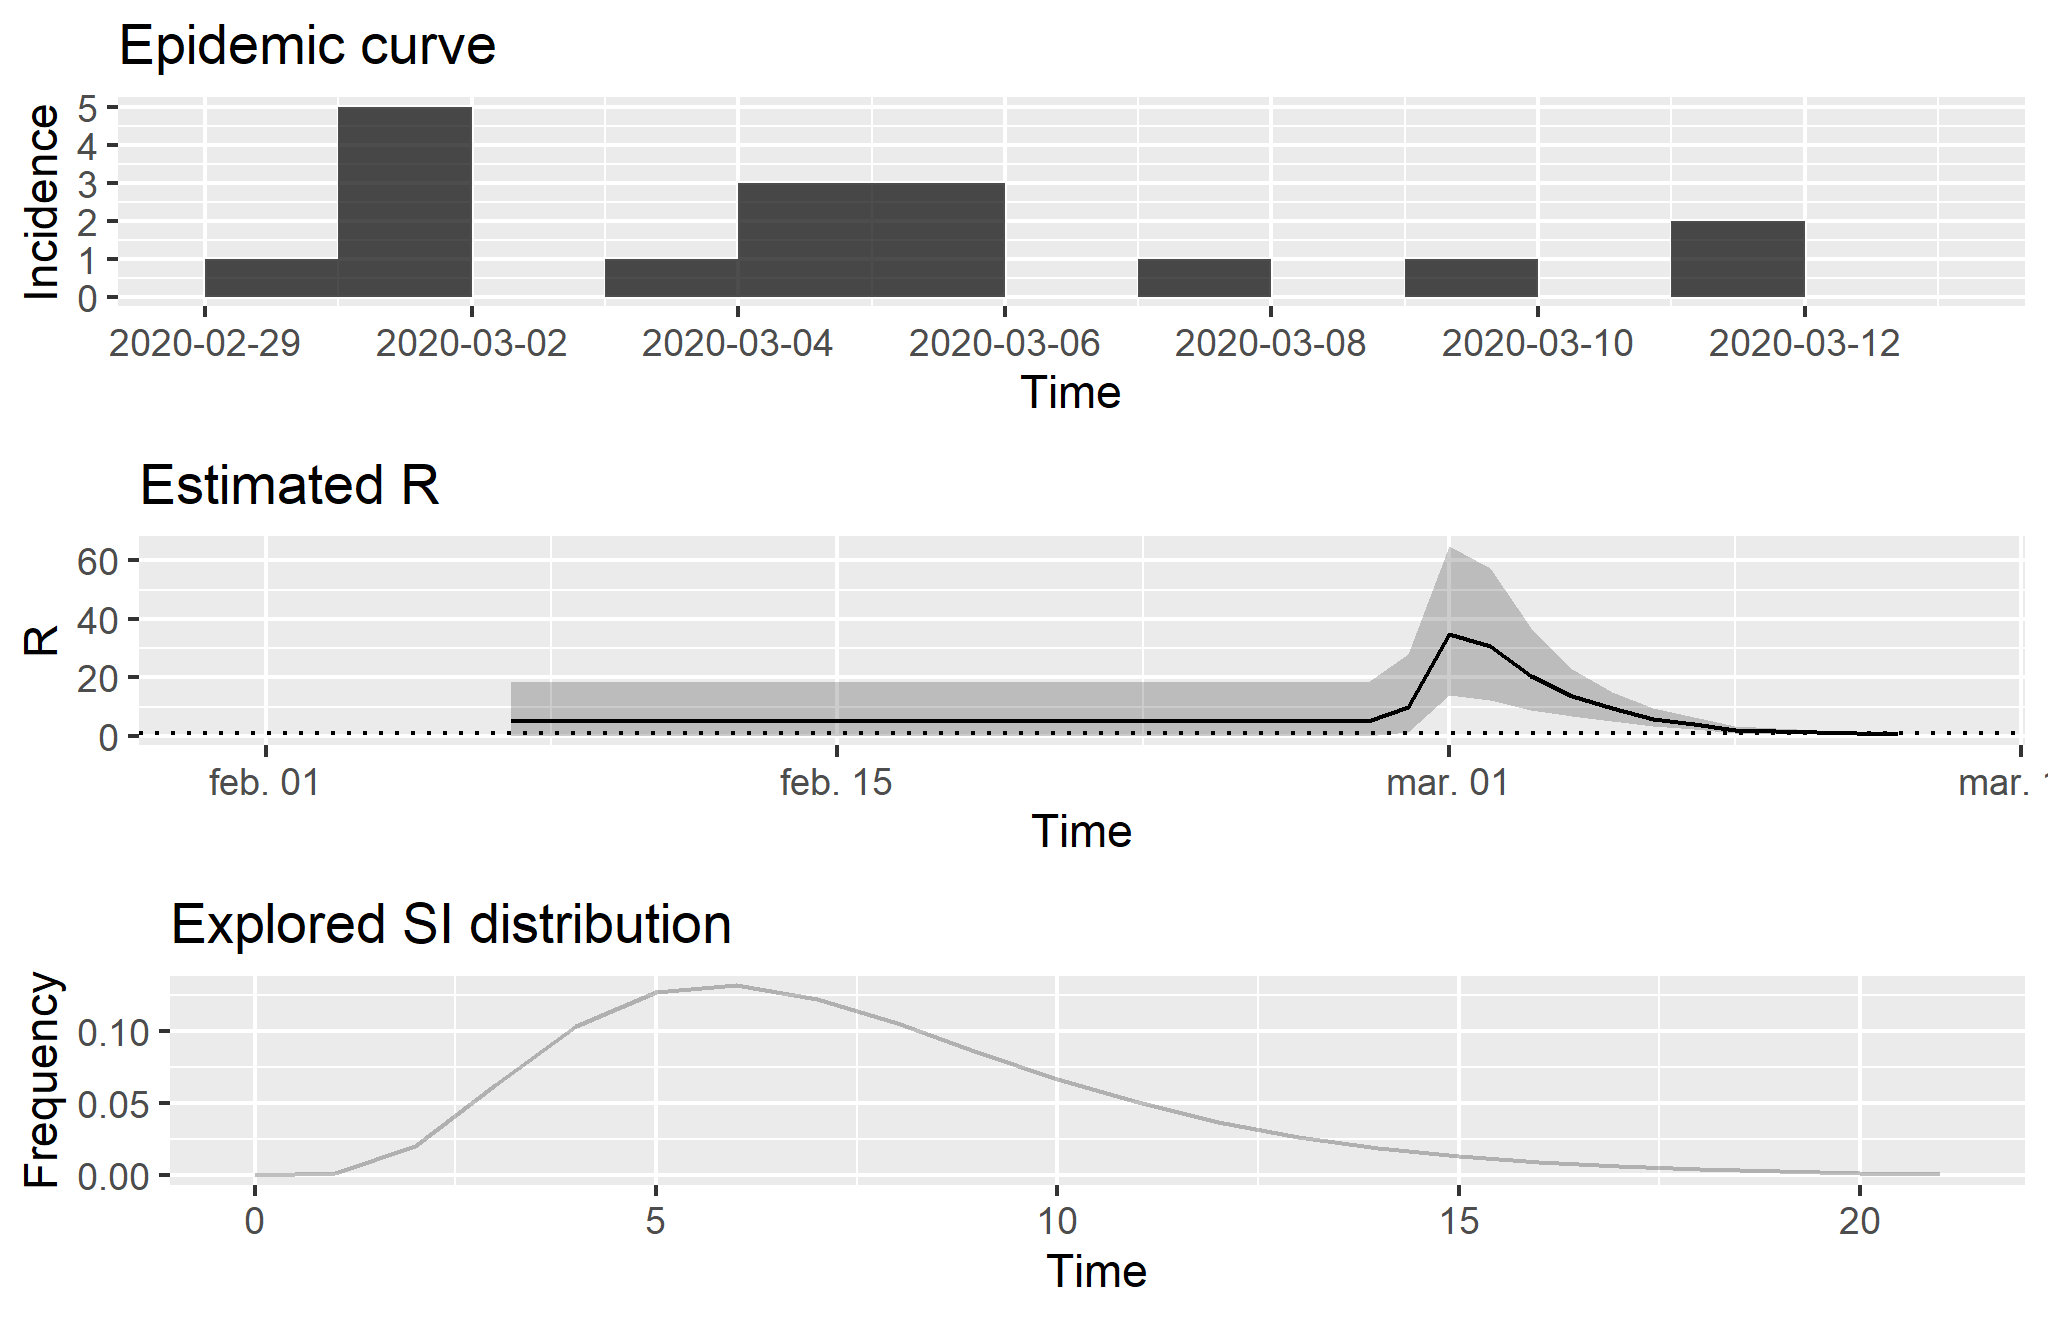 Epidemic curve
Incidence
5
4
3
2
1
0
2020-02-29 2020-03-02 2020-03-04 2020-03-06 2020-03-08 2020-03-10 2020-03-12
Time
Estimated R
R
60
40
20
0
feb. 01 feb. 15 mar. 01 mar.
Time
Explored SI distribution
Frequency
0.10
0.05
0.00
0 5 10 15 20
Time